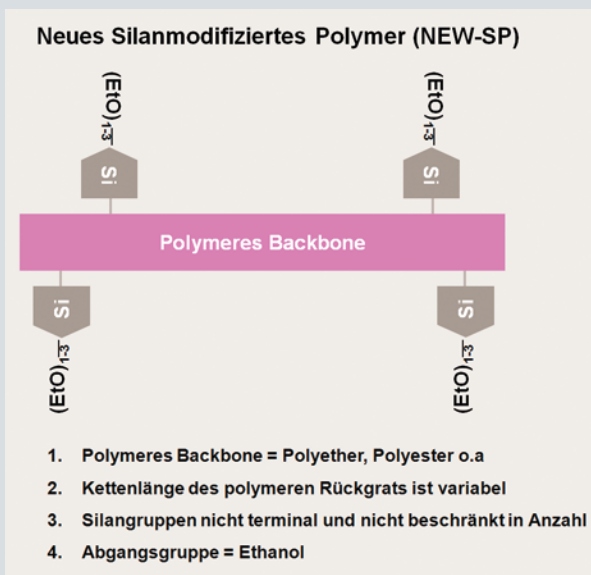 Neues Silanmodifiziertes Polymer (NEW-SP)
(EtO)1-3
(EtO)1-3
Si
Si
Polymeres Backbone
Si
Si
(EtO)1-3
(EtO)1-3
1. Polymeres Backbone = Polyether, Polyester o.a
2. Kettenlänge des polymeren Rückgrats ist variabel
3. Silangruppen nicht terminal und nicht beschränkt in Anzahl
4. Abgangsgruppe = Ethanol